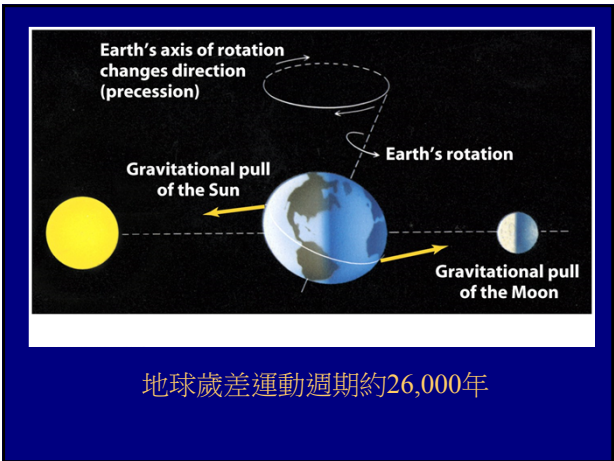 Earth's axis of rotation
changes direction
(precession)
Earth's rotation
Gravitational pull
of the Sun
Gravitational pull
of the Moon
地球歲差運動週期約26,000年